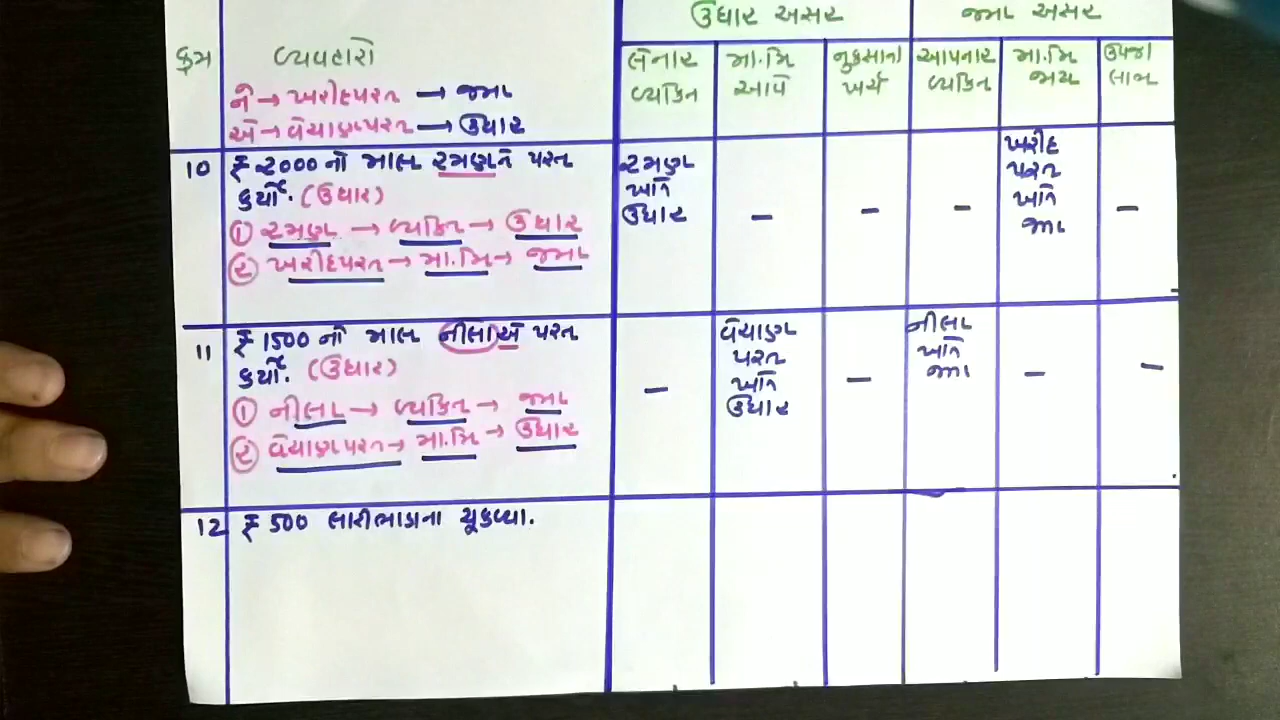 ઉધાર અસર
જમા અસર
ક્રમ
વ્યવહારો
લેનાર
વ્યકિત
મા.મિ
આવે
નુકસાન
ખર્ચ
આપનાર
વ્યકિત
મા.મિ
જાય
ઉપજ
લાભ
ને → ખરીદપરત → જમા
એ → વેચાણપરત → ઉધાર
10
₹ 2000 નો માલ રમણને પરત
કર્યો. (ઉધાર)
① રમણ → વ્યકિત → ઉધાર
② ખરીદપરત → મા.મિ → જમા
રમણ
ખાતે
ઉધાર
–
–
–
ખરીદ
પરત
ખાતે
જમા
–
11
₹ 1500 નો માલ નીલાએ પરત
કર્યો. (ઉધાર)
① નીલા → વ્યકિત → જમા
② વેચાણપરત → મા.મિ → ઉધાર
–
વેચાણ
પરત
ખાતે
ઉધાર
–
નીલા
ખાતે
જમા
–
–
12
₹ 500 લારીભાડાના ચૂકવ્યા.